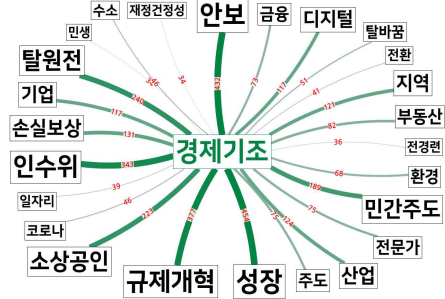 수소
재정건정성
안보
금융
디지털
민생
탈바꿈
탈원전
전환
기업
지역
손실보상
부동산
경제기조
전경련
인수위
환경
일자리
민간주도
코로나
소상공인
전문가
규제개혁
성장
주도
산업
34
432
73
117
51
41
240
121
117
82
131
36
343
68
39
189
46
223
75
377
454
75
124